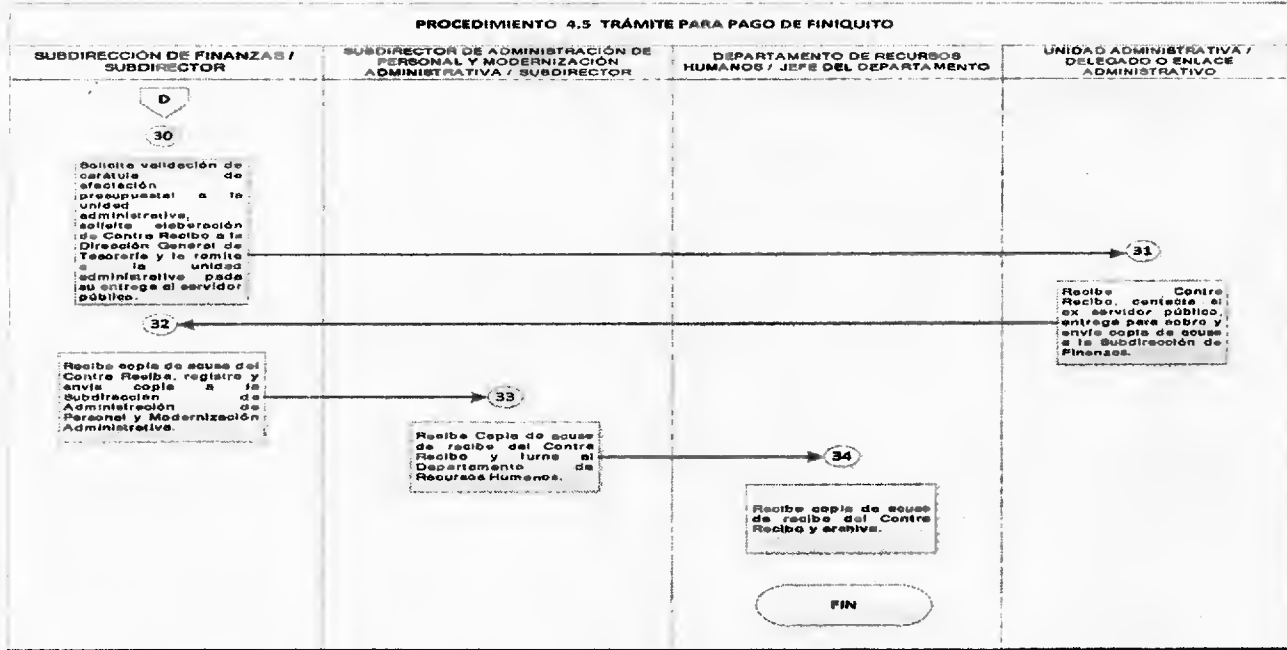 PROCEDIMIENTO 4.5 TRÁMITE PARA PAGO DE FINIQUITO
SUBDIRECCIÓN DE FINANZAS /
SUBDIRECTOR
SUBDIRECTOR DE ADMINISTRACIÓN DE
PERSONAL Y MODERNIZACIÓN
ADMINISTRATIVA / SUBDIRECTOR
DEPARTAMENTO DE RECURSOS
HUMANOS / JEFE DEL DEPARTAMENTO
UNIDAD ADMINISTRATIVA /
DELEGADO O ENLACE
ADMINISTRATIVO
D
30
Solicita validación de
carátula de
afectación
presupuestal a la
unidad
administrativa,
solicita elaboración
de Contra Recibo a la
Dirección General de
Tesorería y lo remite
a la unidad
administrativa pada
su entrega al servidor
público.
31
Recibe Contra
Recibo, contacta al
ex servidor público,
entrega para cobro y
envía copia de acuse
a la Subdirección de
Finanzas.
32
Recibe copia de acuse del
Contra Recibo, registra y
envía copia a la
Subdirección de
Administración de
Personal y Modernización
Administrativa.
33
Recibe Copia de acuse
de recibo del Contra
Recibo y turna al
Departamento de
Recursos Humanos.
34
Recibe copia de acuse
de recibo del Contra
Recibo y archiva.
FIN